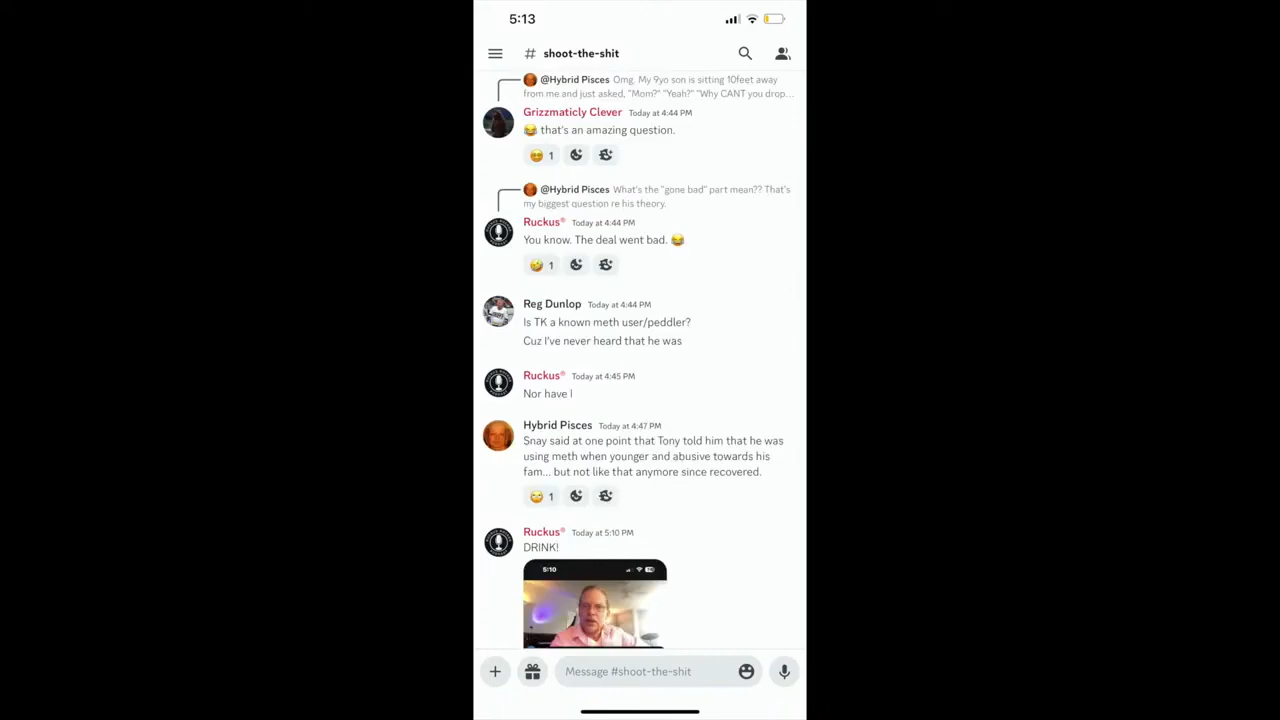 5:13
# shoot-the-shit
@Hybrid Pisces Omg. My 9yo son is sitting 10feet away
from me and just asked, "Mom?" "Yeah?" "Why CANT you drop...
Grizzmaticly Clever Today at 4:44 PM
😂 that's an amazing question.
1
@Hybrid Pisces What's the "gone bad" part mean?? That's
my biggest question re his theory.
Ruckus® Today at 4:44 PM
You know. The deal went bad. 😂
1
Reg Dunlop Today at 4:44 PM
Is TK a known meth user/peddler?
Cuz I've never heard that he was
Ruckus® Today at 4:45 PM
Nor have I
Hybrid Pisces Today at 4:47 PM
Snay said at one point that Tony told him that he was
using meth when younger and abusive towards his
fam... but not like that anymore since recovered.
1
Ruckus® Today at 5:10 PM
DRINK!
5:10
Message #shoot-the-shit